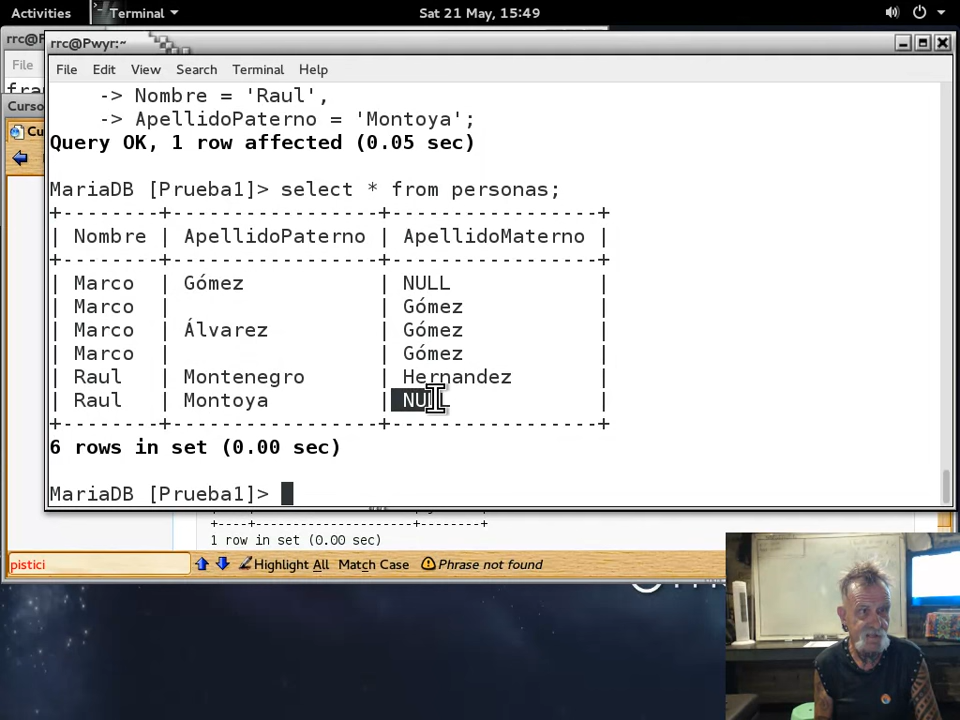 Activities Terminal Sat 21 May, 15:49
rrc@P rrc@Pwyr:~
File File Edit View Search Terminal Help
-> Nombre = 'Raul',
-> ApellidoPaterno = 'Montoya';
Query OK, 1 row affected (0.05 sec)
MariaDB [Prueba1]> select * from personas;
+--------+-----------------+-----------------+
| Nombre | ApellidoPaterno | ApellidoMaterno |
+--------+-----------------+-----------------+
| Marco | Gómez | NULL |
| Marco | | Gómez |
| Marco | Álvarez | Gómez |
| Marco | | Gómez |
| Raul | Montenegro | Hernandez |
| Raul | Montoya | NULL |
+--------+-----------------+-----------------+
6 rows in set (0.00 sec)
MariaDB [Prueba1]>
+----+---------------------+--------+
1 row in set (0.00 sec)
pistici Highlight All Match Case Phrase not found